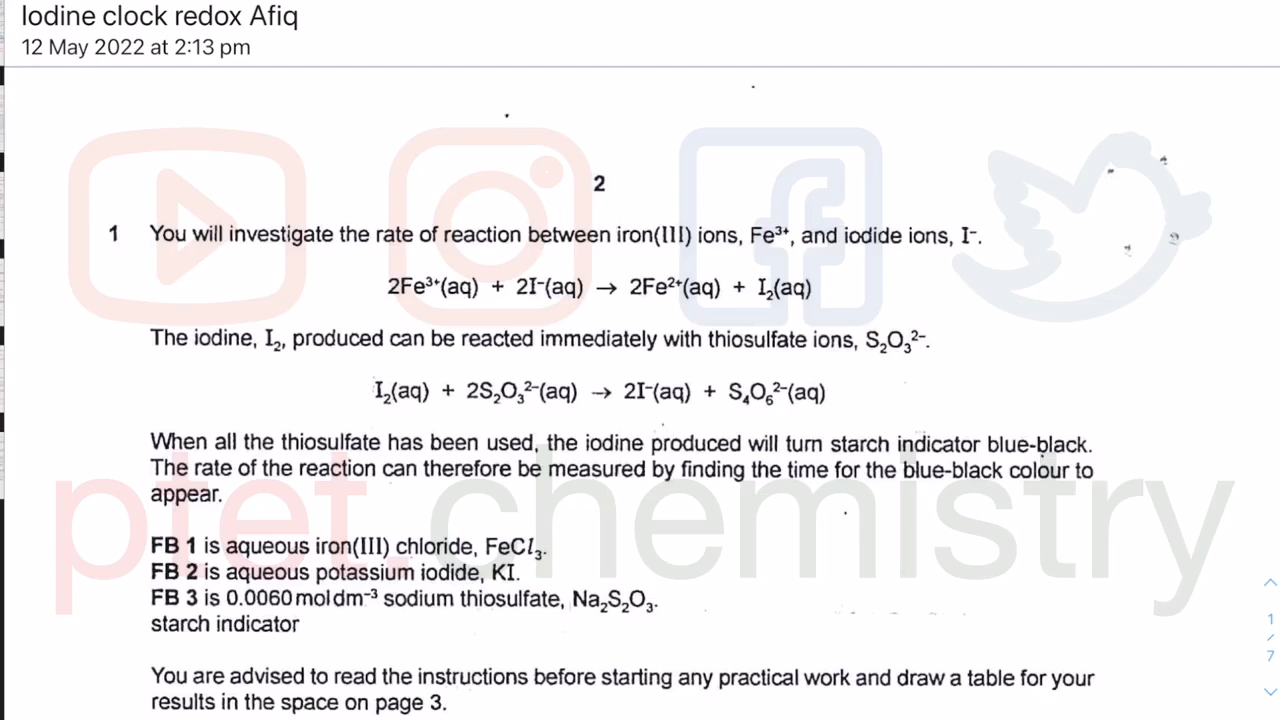 Iodine clock redox Afiq
12 May 2022 at 2:13 pm
2
1 You will investigate the rate of reaction between iron(III) ions, Fe³⁺, and iodide ions, I⁻.
2Fe³⁺(aq) + 2I⁻(aq) → 2Fe²⁺(aq) + I₂(aq)
The iodine, I₂, produced can be reacted immediately with thiosulfate ions, S₂O₃²⁻.
I₂(aq) + 2S₂O₃²⁻(aq) → 2I⁻(aq) + S₄O₆²⁻(aq)
When all the thiosulfate has been used, the iodine produced will turn starch indicator blue-black.
The rate of the reaction can therefore be measured by finding the time for the blue-black colour to
appear.
ptet.chemistry
FB 1 is aqueous iron(III) chloride, FeCl₃.
FB 2 is aqueous potassium iodide, KI.
FB 3 is 0.0060 mol dm⁻³ sodium thiosulfate, Na₂S₂O₃.
starch indicator
You are advised to read the instructions before starting any practical work and draw a table for your
results in the space on page 3.
1
/
7